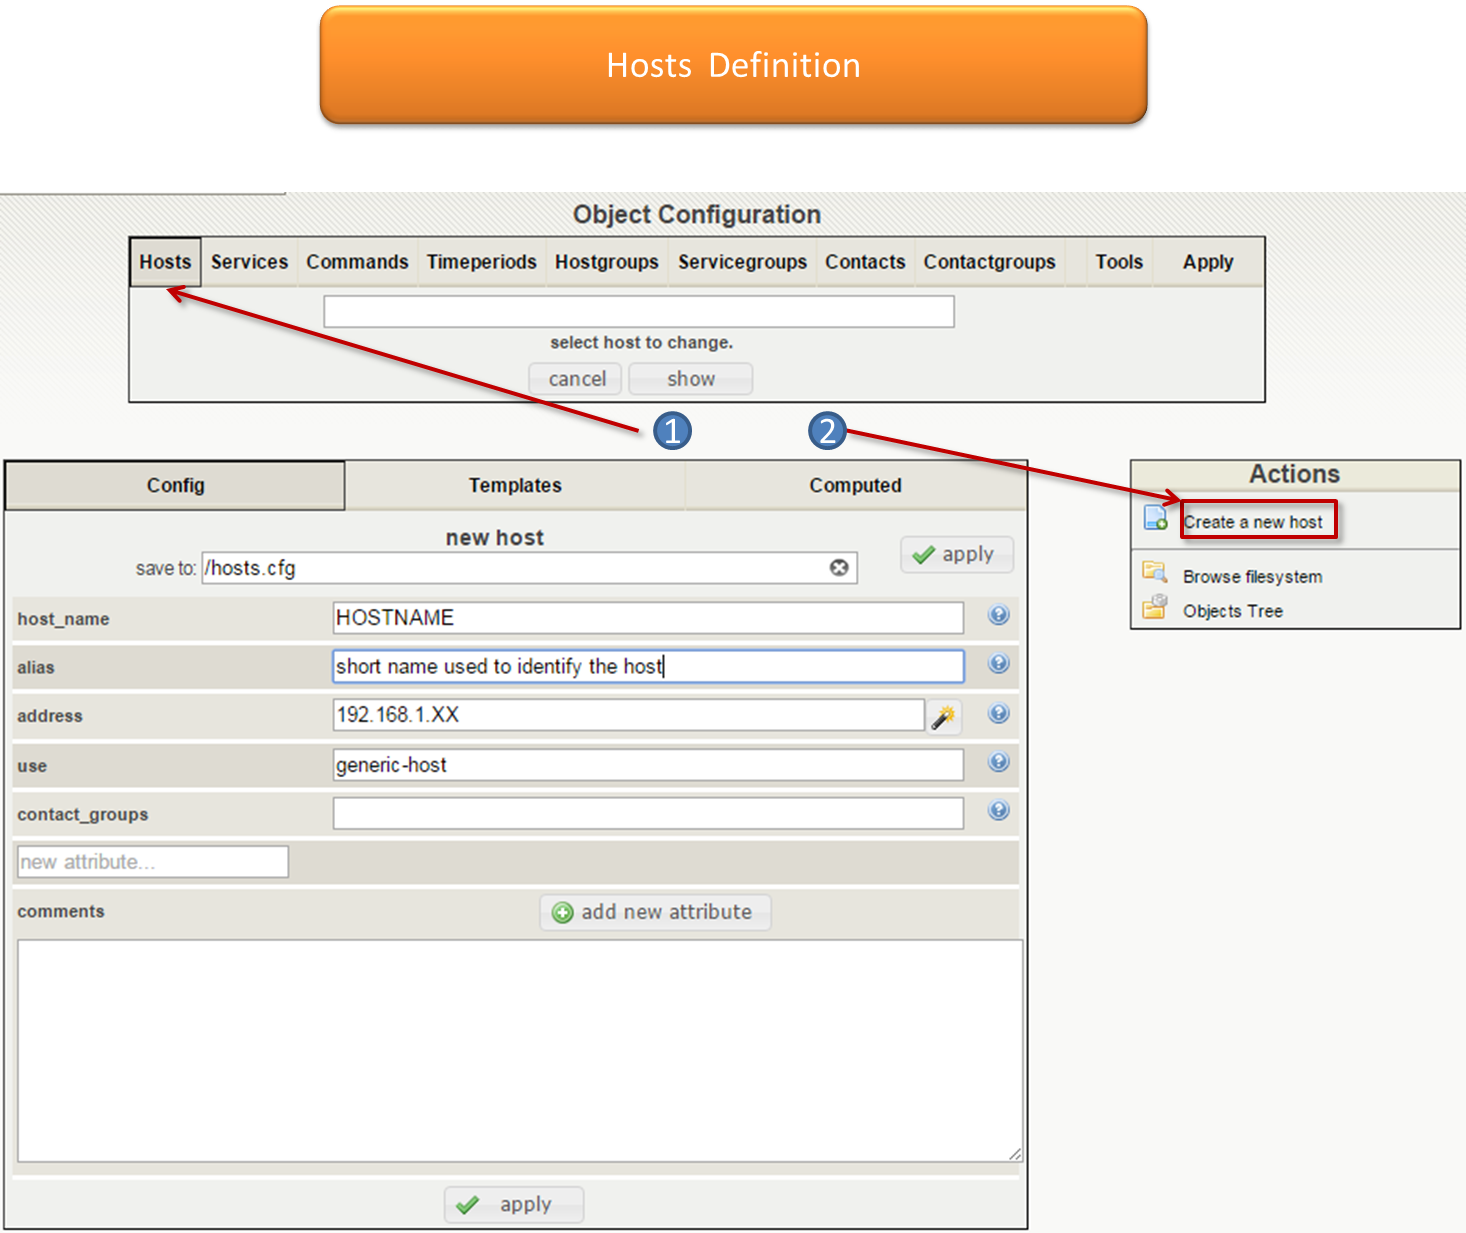 Hosts Definition
Object Configuration
Hosts Services Commands Timeperiods Hostgroups Servicegroups Contacts Contactgroups Tools Apply
select host to change.
cancel show
1 2
Config Templates Computed
Actions
new host
Create a new host
save to: /hosts.cfg
apply
Browse filesystem
host_name HOSTNAME
Objects Tree
alias short name used to identify the host
address 192.168.1.XX
use generic-host
contact_groups
new attribute...
comments add new attribute
apply